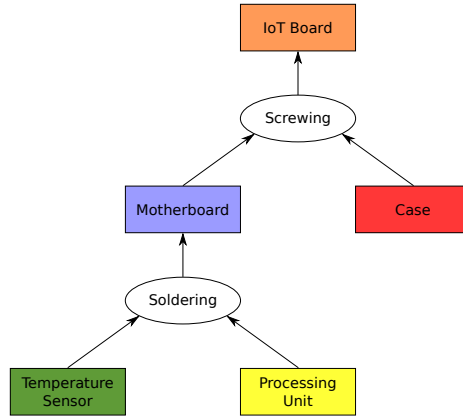 IoT Board
Screwing
Motherboard
Case
Soldering
Temperature
Sensor
Processing
Unit